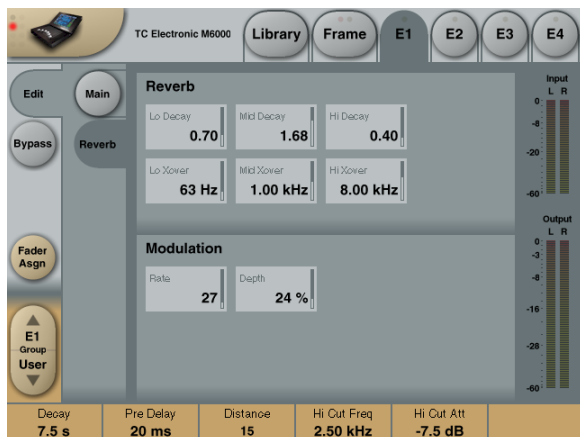 TC Electronic M6000
Library
Frame
E1
E2
E3
E4
Edit
Main
Bypass
Reverb
Fader
Asgn
E1
Group
User
Reverb
Lo Decay
0.70
Mid Decay
1.68
Hi Decay
0.40
Lo Xover
63 Hz
Mid Xover
1.00 kHz
Hi Xover
8.00 kHz
Modulation
Rate
27
Depth
24 %
Input
L R
0
-8
-20
-60
Output
L R
0
-3
-8
-16
-28
-60
Decay
7.5 s
Pre Delay
20 ms
Distance
15
Hi Cut Freq
2.50 kHz
Hi Cut Att
-7.5 dB